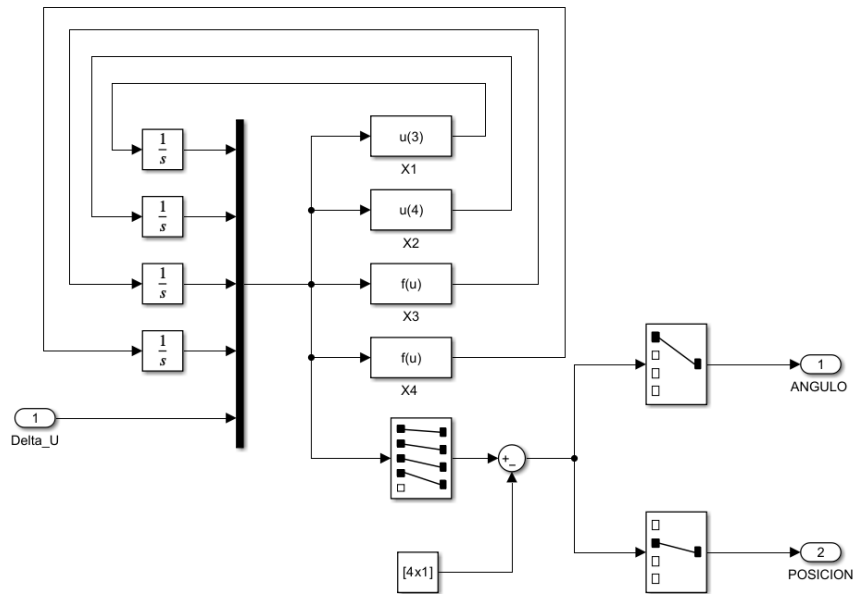 1
s
u(3)
X1
1
s
u(4)
X2
1
s
f(u)
X3
1
s
f(u)
X4
1
ANGULO
1
Delta_U
+
−
[4x1]
2
POSICION